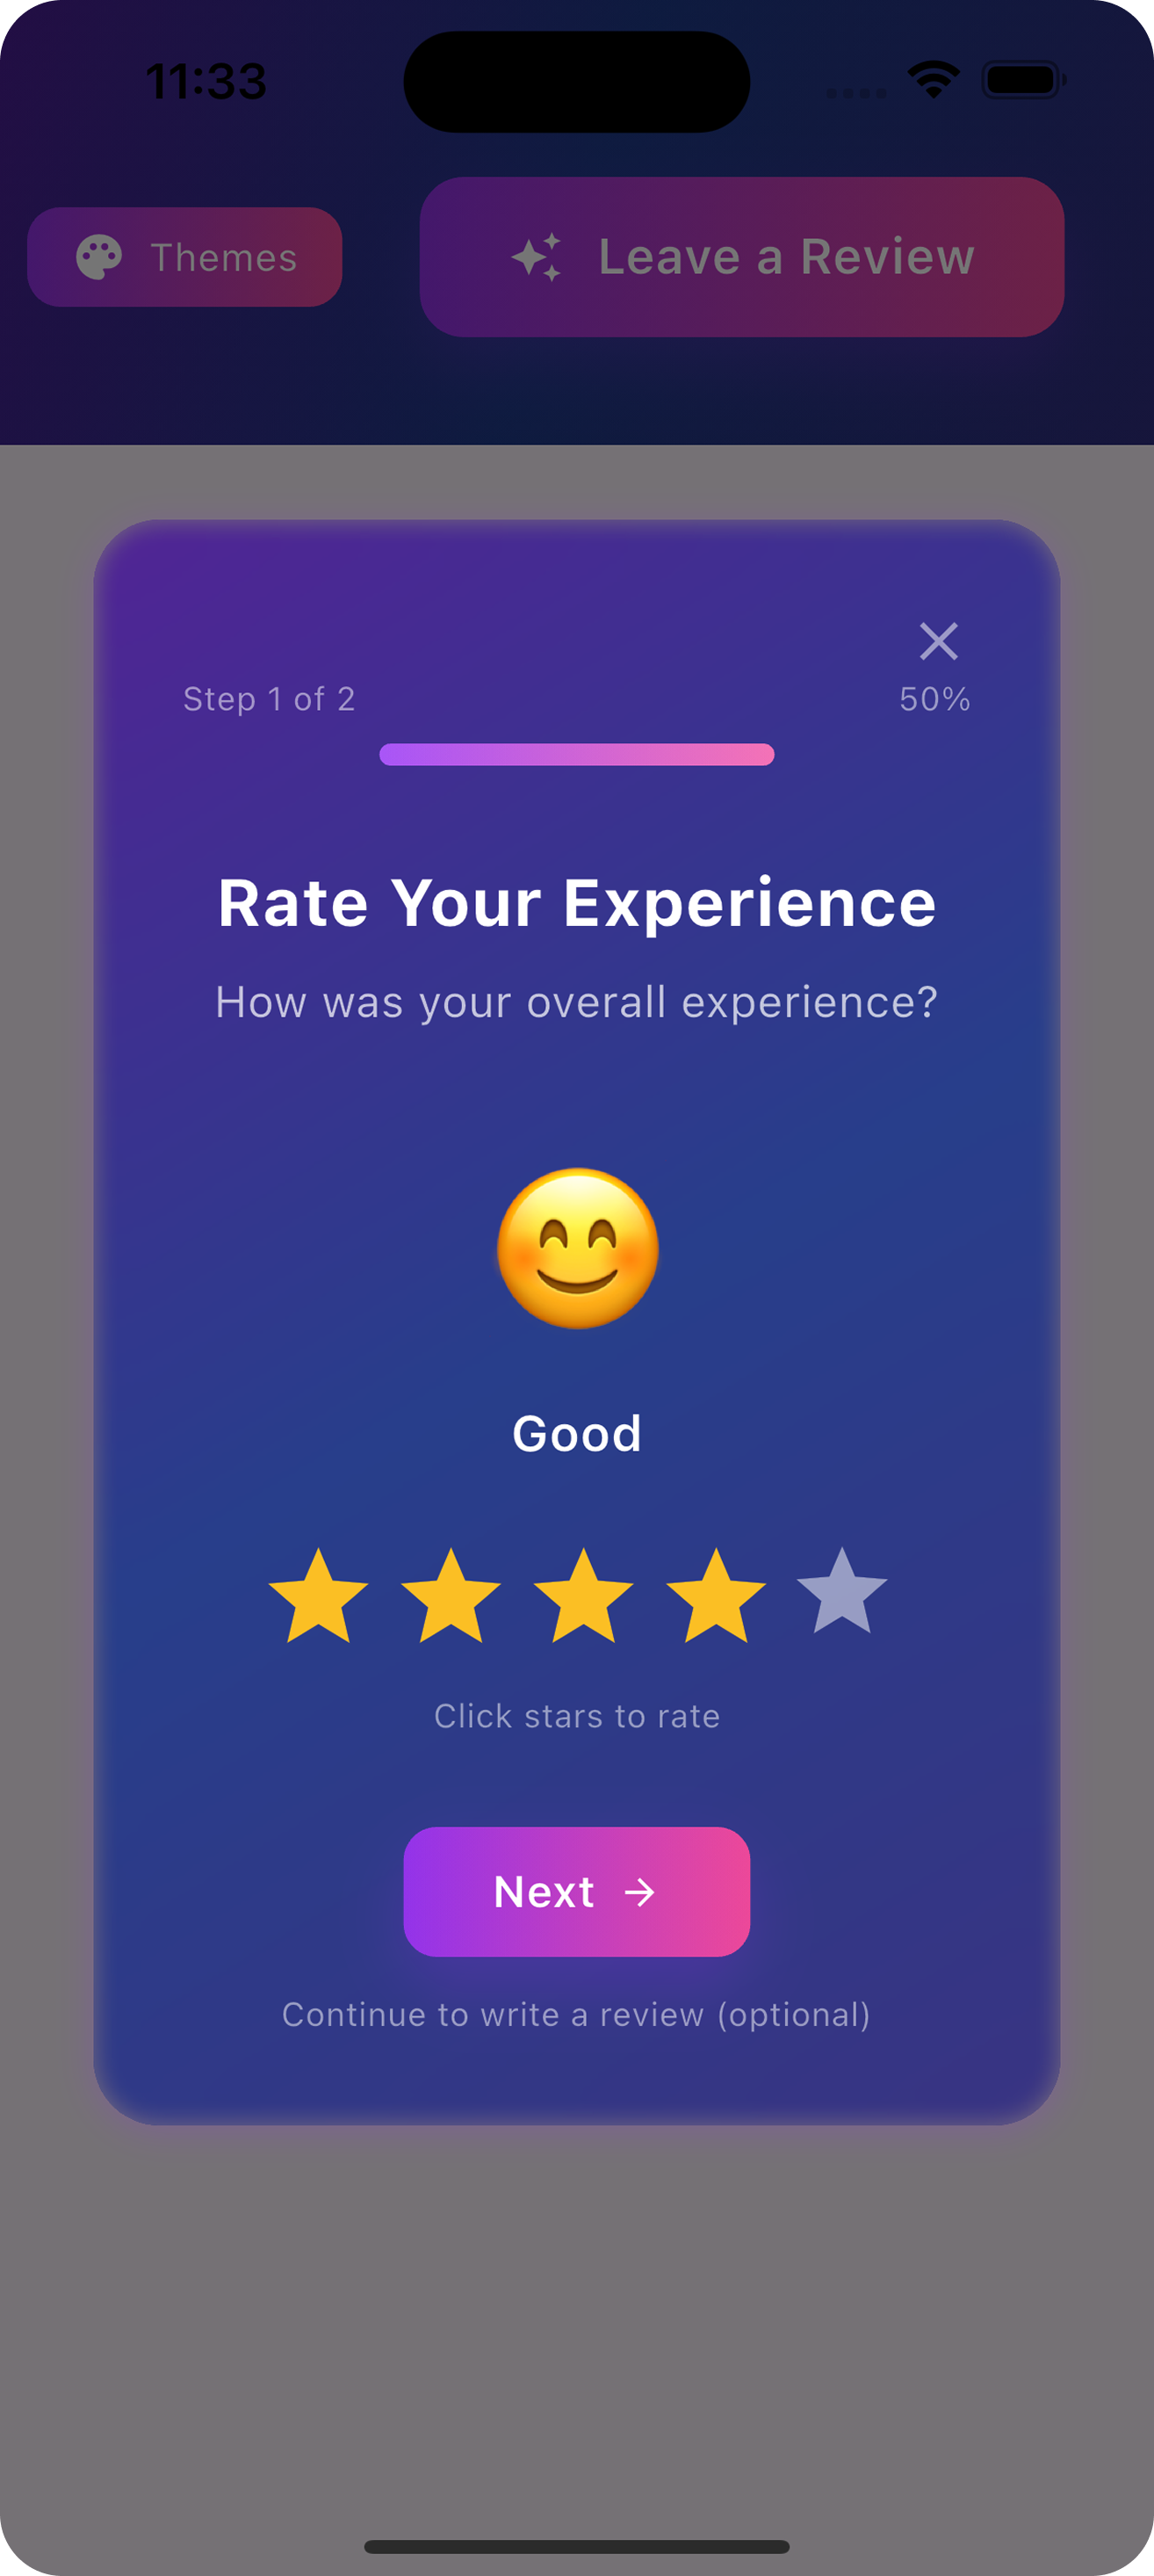 11:33
Themes
Leave a Review
Step 1 of 2
50%
Rate Your Experience
How was your overall experience?
Good
Click stars to rate
Next
Continue to write a review (optional)